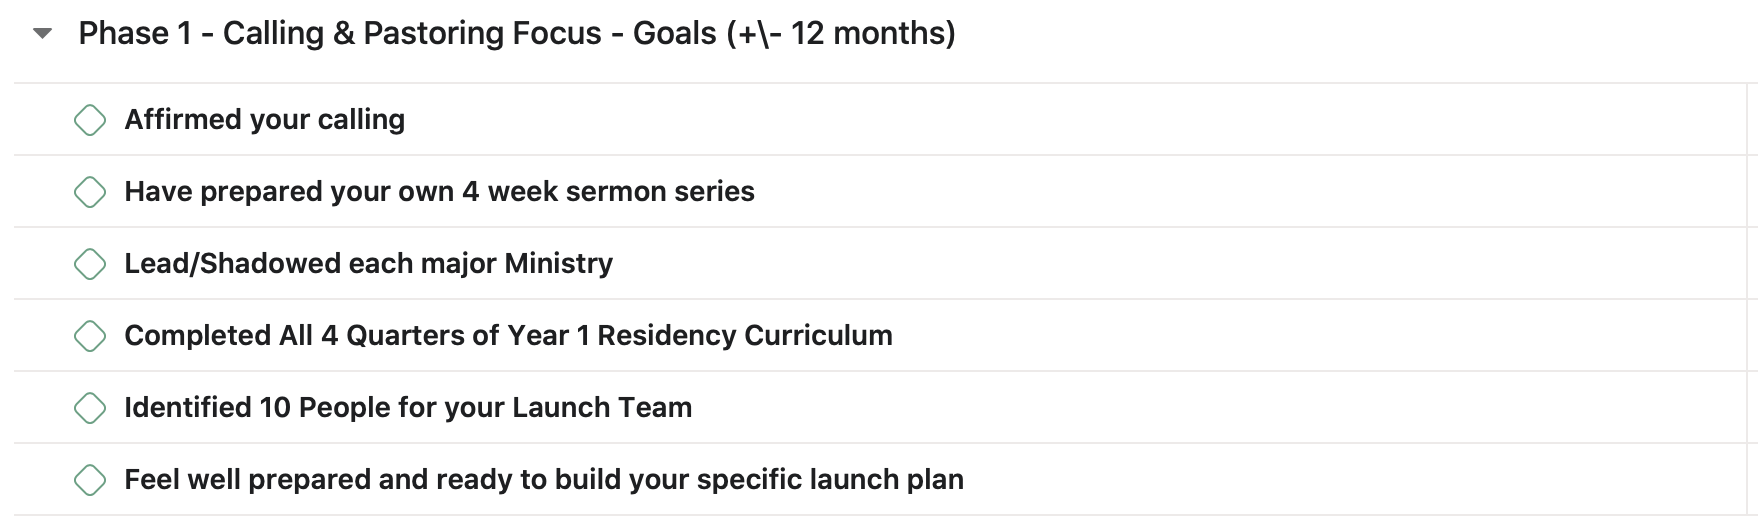 Phase 1 - Calling & Pastoring Focus - Goals (+\- 12 months)
Affirmed your calling
Have prepared your own 4 week sermon series
Lead/Shadowed each major Ministry
Completed All 4 Quarters of Year 1 Residency Curriculum
Identified 10 People for your Launch Team
Feel well prepared and ready to build your specific launch plan